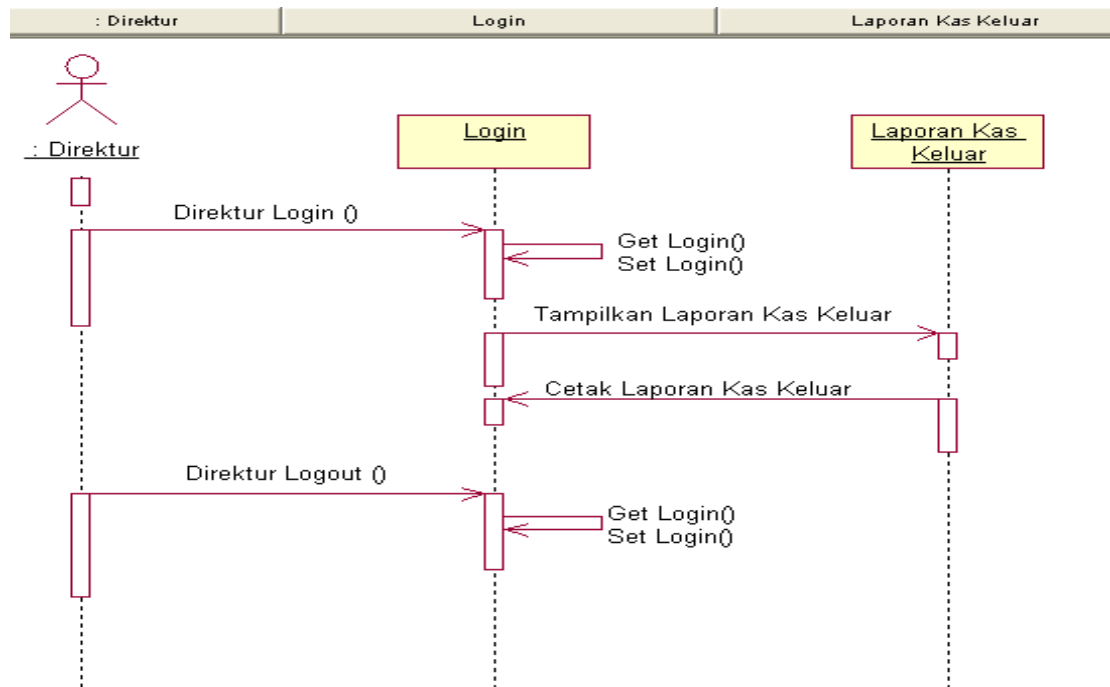 : Direktur
Login
Laporan Kas Keluar
: Direktur
Login
Laporan Kas
Keluar
Direktur Login ()
Get Login()
Set Login()
Tampilkan Laporan Kas Keluar
Cetak Laporan Kas Keluar
Direktur Logout ()
Get Login()
Set Login()